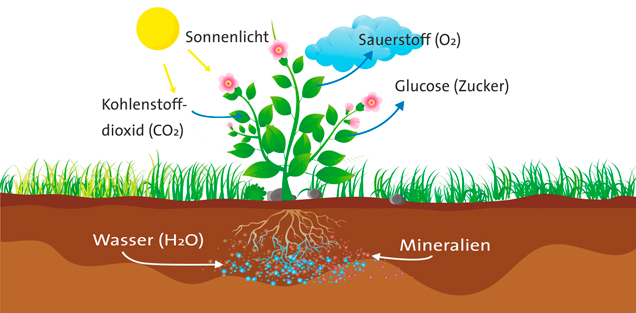 Sonnenlicht
Sauerstoff (O₂)
Glucose (Zucker)
Kohlenstoff-
dioxid (CO₂)
Wasser (H₂O)
Mineralien